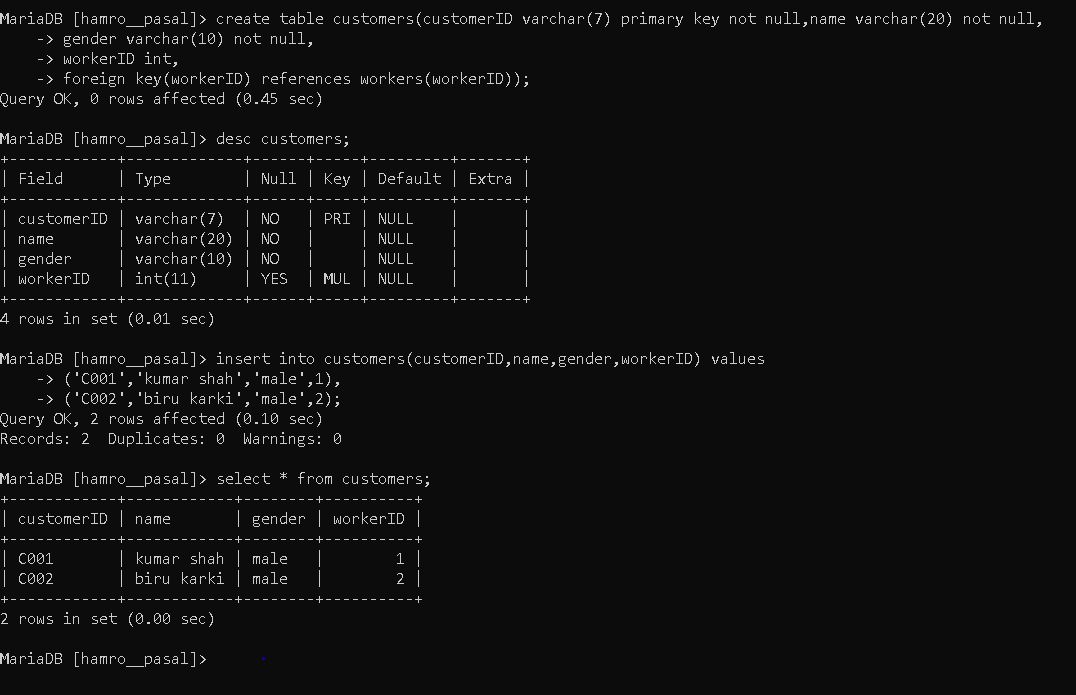 MariaDB [hamro__pasal]> create table customers(customerID varchar(7) primary key not null,name varchar(20) not null,
    -> gender varchar(10) not null,
    -> workerID int,
    -> foreign key(workerID) references workers(workerID));
Query OK, 0 rows affected (0.45 sec)

MariaDB [hamro__pasal]> desc customers;
+------------+-------------+------+-----+---------+-------+
| Field      | Type        | Null | Key | Default | Extra |
+------------+-------------+------+-----+---------+-------+
| customerID | varchar(7)  | NO   | PRI | NULL    |       |
| name       | varchar(20) | NO   |     | NULL    |       |
| gender     | varchar(10) | NO   |     | NULL    |       |
| workerID   | int(11)     | YES  | MUL | NULL    |       |
+------------+-------------+------+-----+---------+-------+
4 rows in set (0.01 sec)

MariaDB [hamro__pasal]> insert into customers(customerID,name,gender,workerID) values
    -> ('C001','kumar shah','male',1),
    -> ('C002','biru karki','male',2);
Query OK, 2 rows affected (0.10 sec)
Records: 2  Duplicates: 0  Warnings: 0

MariaDB [hamro__pasal]> select * from customers;
+------------+------------+--------+----------+
| customerID | name       | gender | workerID |
+------------+------------+--------+----------+
| C001       | kumar shah | male   |        1 |
| C002       | biru karki | male   |        2 |
+------------+------------+--------+----------+
2 rows in set (0.00 sec)

MariaDB [hamro__pasal]>